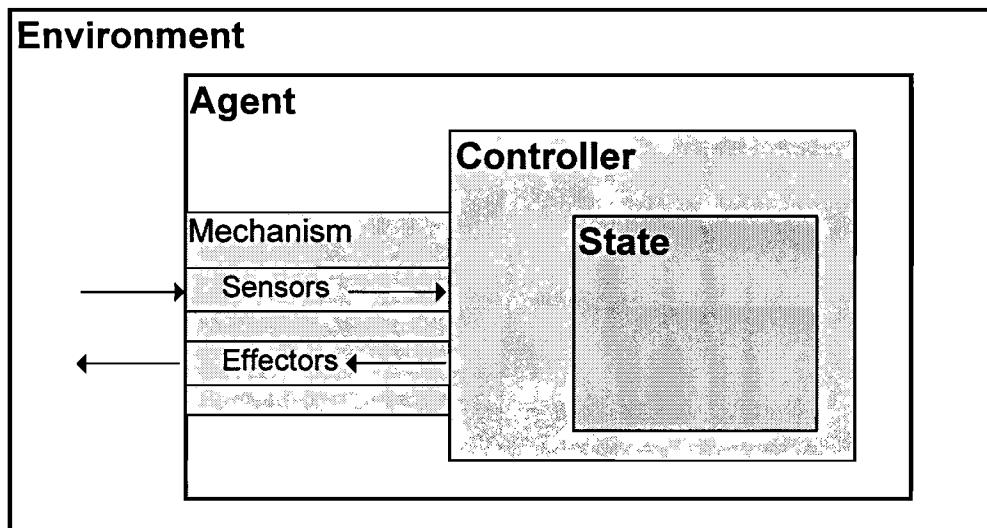 Environment
Agent
Controller
Mechanism
State
Sensors
Effectors